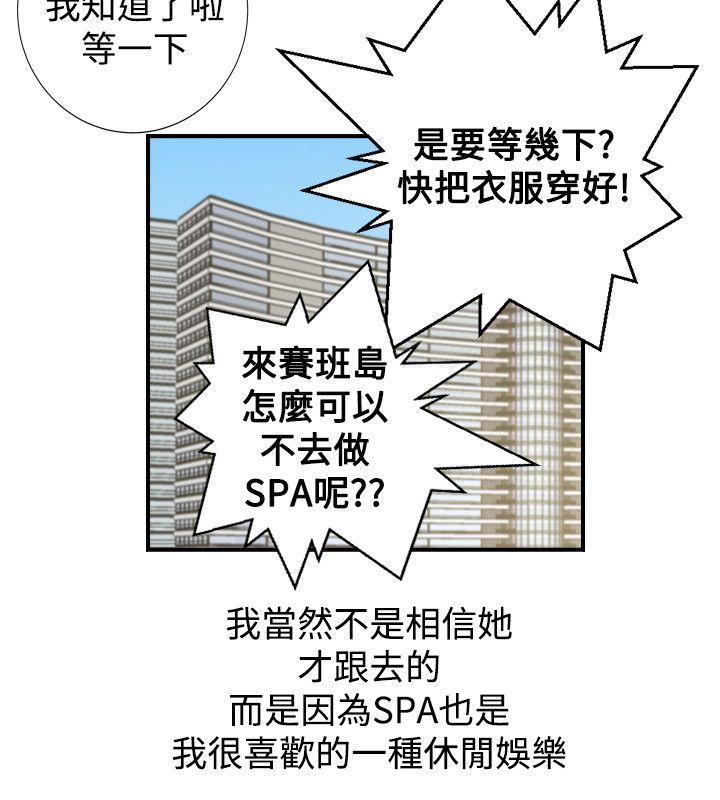 我知道了啦
等一下
是要等幾下?
快把衣服穿好!
來賽班島
怎麼可以
不去做
SPA呢??
我當然不是相信她
才跟去的
而是因為SPA也是
我很喜歡的一種休閒娛樂